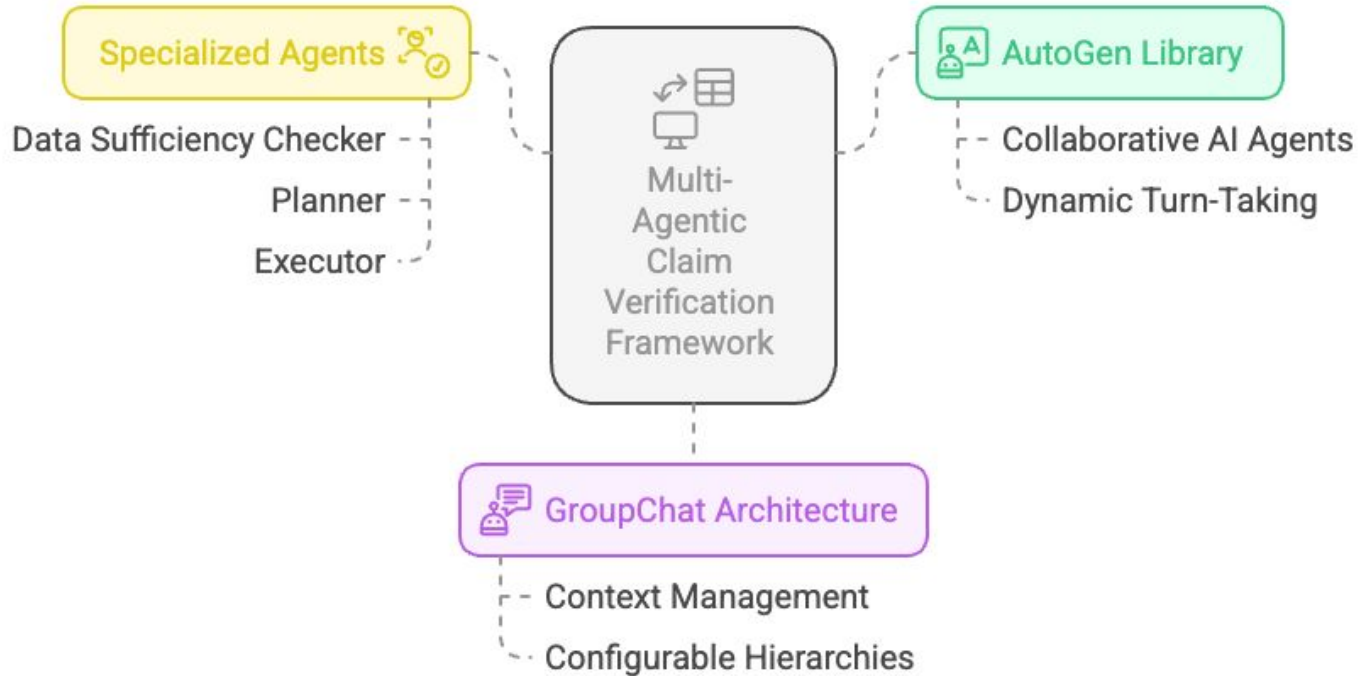 Specialized Agents
Data Sufficiency Checker
Planner
Executor
Multi-
Agentic
Claim
Verification
Framework
A
AutoGen Library
Collaborative AI Agents
Dynamic Turn-Taking
GroupChat Architecture
Context Management
Configurable Hierarchies